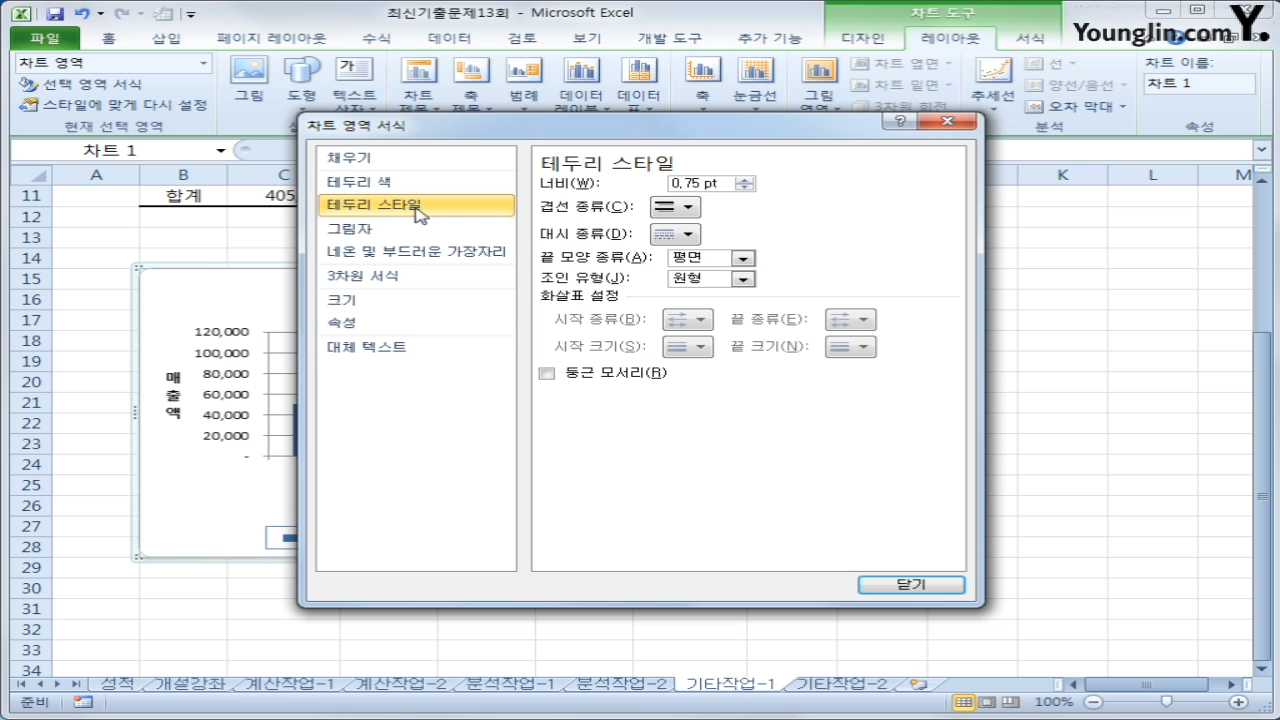 최신기출문제13회 - Microsoft Excel
차트 도구
Younglin.com Y.
파일 홈 삽입 페이지 레이아웃 수식 데이터 검토 보기 개발 도구 추가 기능 디자인 레이아웃 서식
차트 영역
선택 영역 서식
스타일에 맞게 다시 설정
현재 선택 영역
그림 도형 텍스트
차트 축 범례 데이터 데이터
축 눈금선
그림
차트 옆면
차트 밑면
3차원 회전
추세선
선
양선/음선
오차 막대
분석
차트 이름:
차트 1
속성
차트 1
A B C K L M
11 합계 405
12
13
14
15
16
17
18
19
20
21
22
23
24
25
26
27
28
29
30
31
32
33
34
120,000
100,000
80,000
60,000
40,000
20,000
-
매
출
액
차트 영역 서식
채우기
테두리 색
테두리 스타일
그림자
네온 및 부드러운 가장자리
3차원 서식
크기
속성
대체 텍스트
테두리 스타일
너비(W): 0.75 pt
겹선 종류(C):
대시 종류(D):
끝 모양 종류(A): 평면
조인 유형(J): 원형
화살표 설정
시작 종류(B): 끝 종류(E):
시작 크기(S): 끝 크기(N):
둥근 모서리(R)
닫기
성적 개설강좌 계산작업-1 계산작업-2 분석작업-1 분석작업-2 기타작업-1 기타작업-2
준비 100%